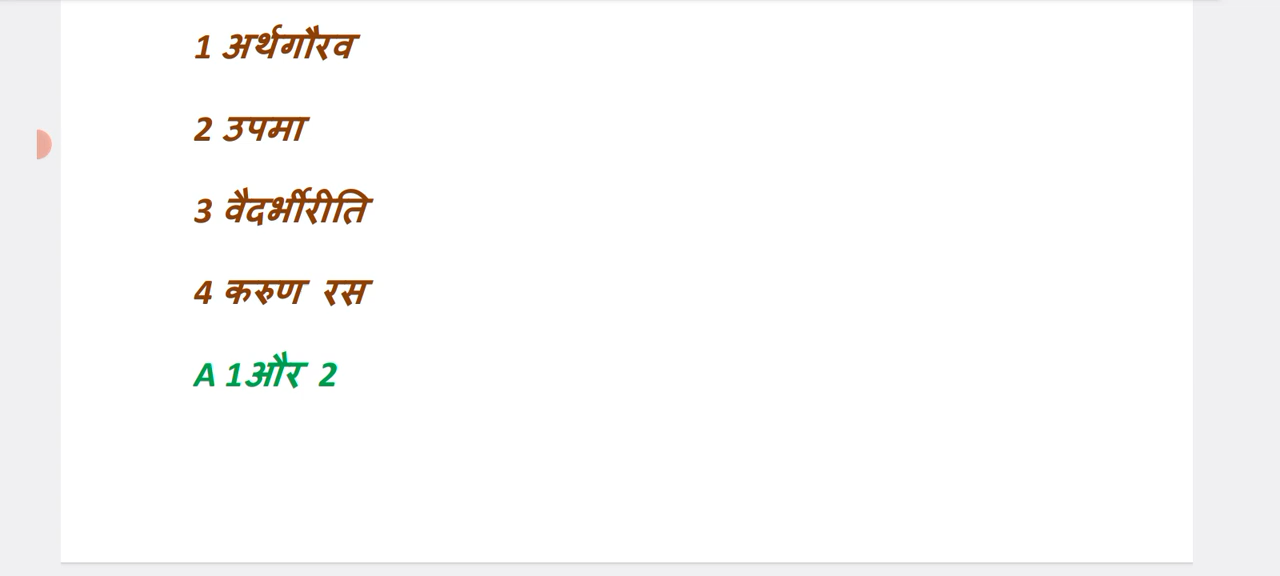 1 अर्थगौरव
2 उपमा
3 वैदर्भीरीति
4 करुण रस
A 1और 2